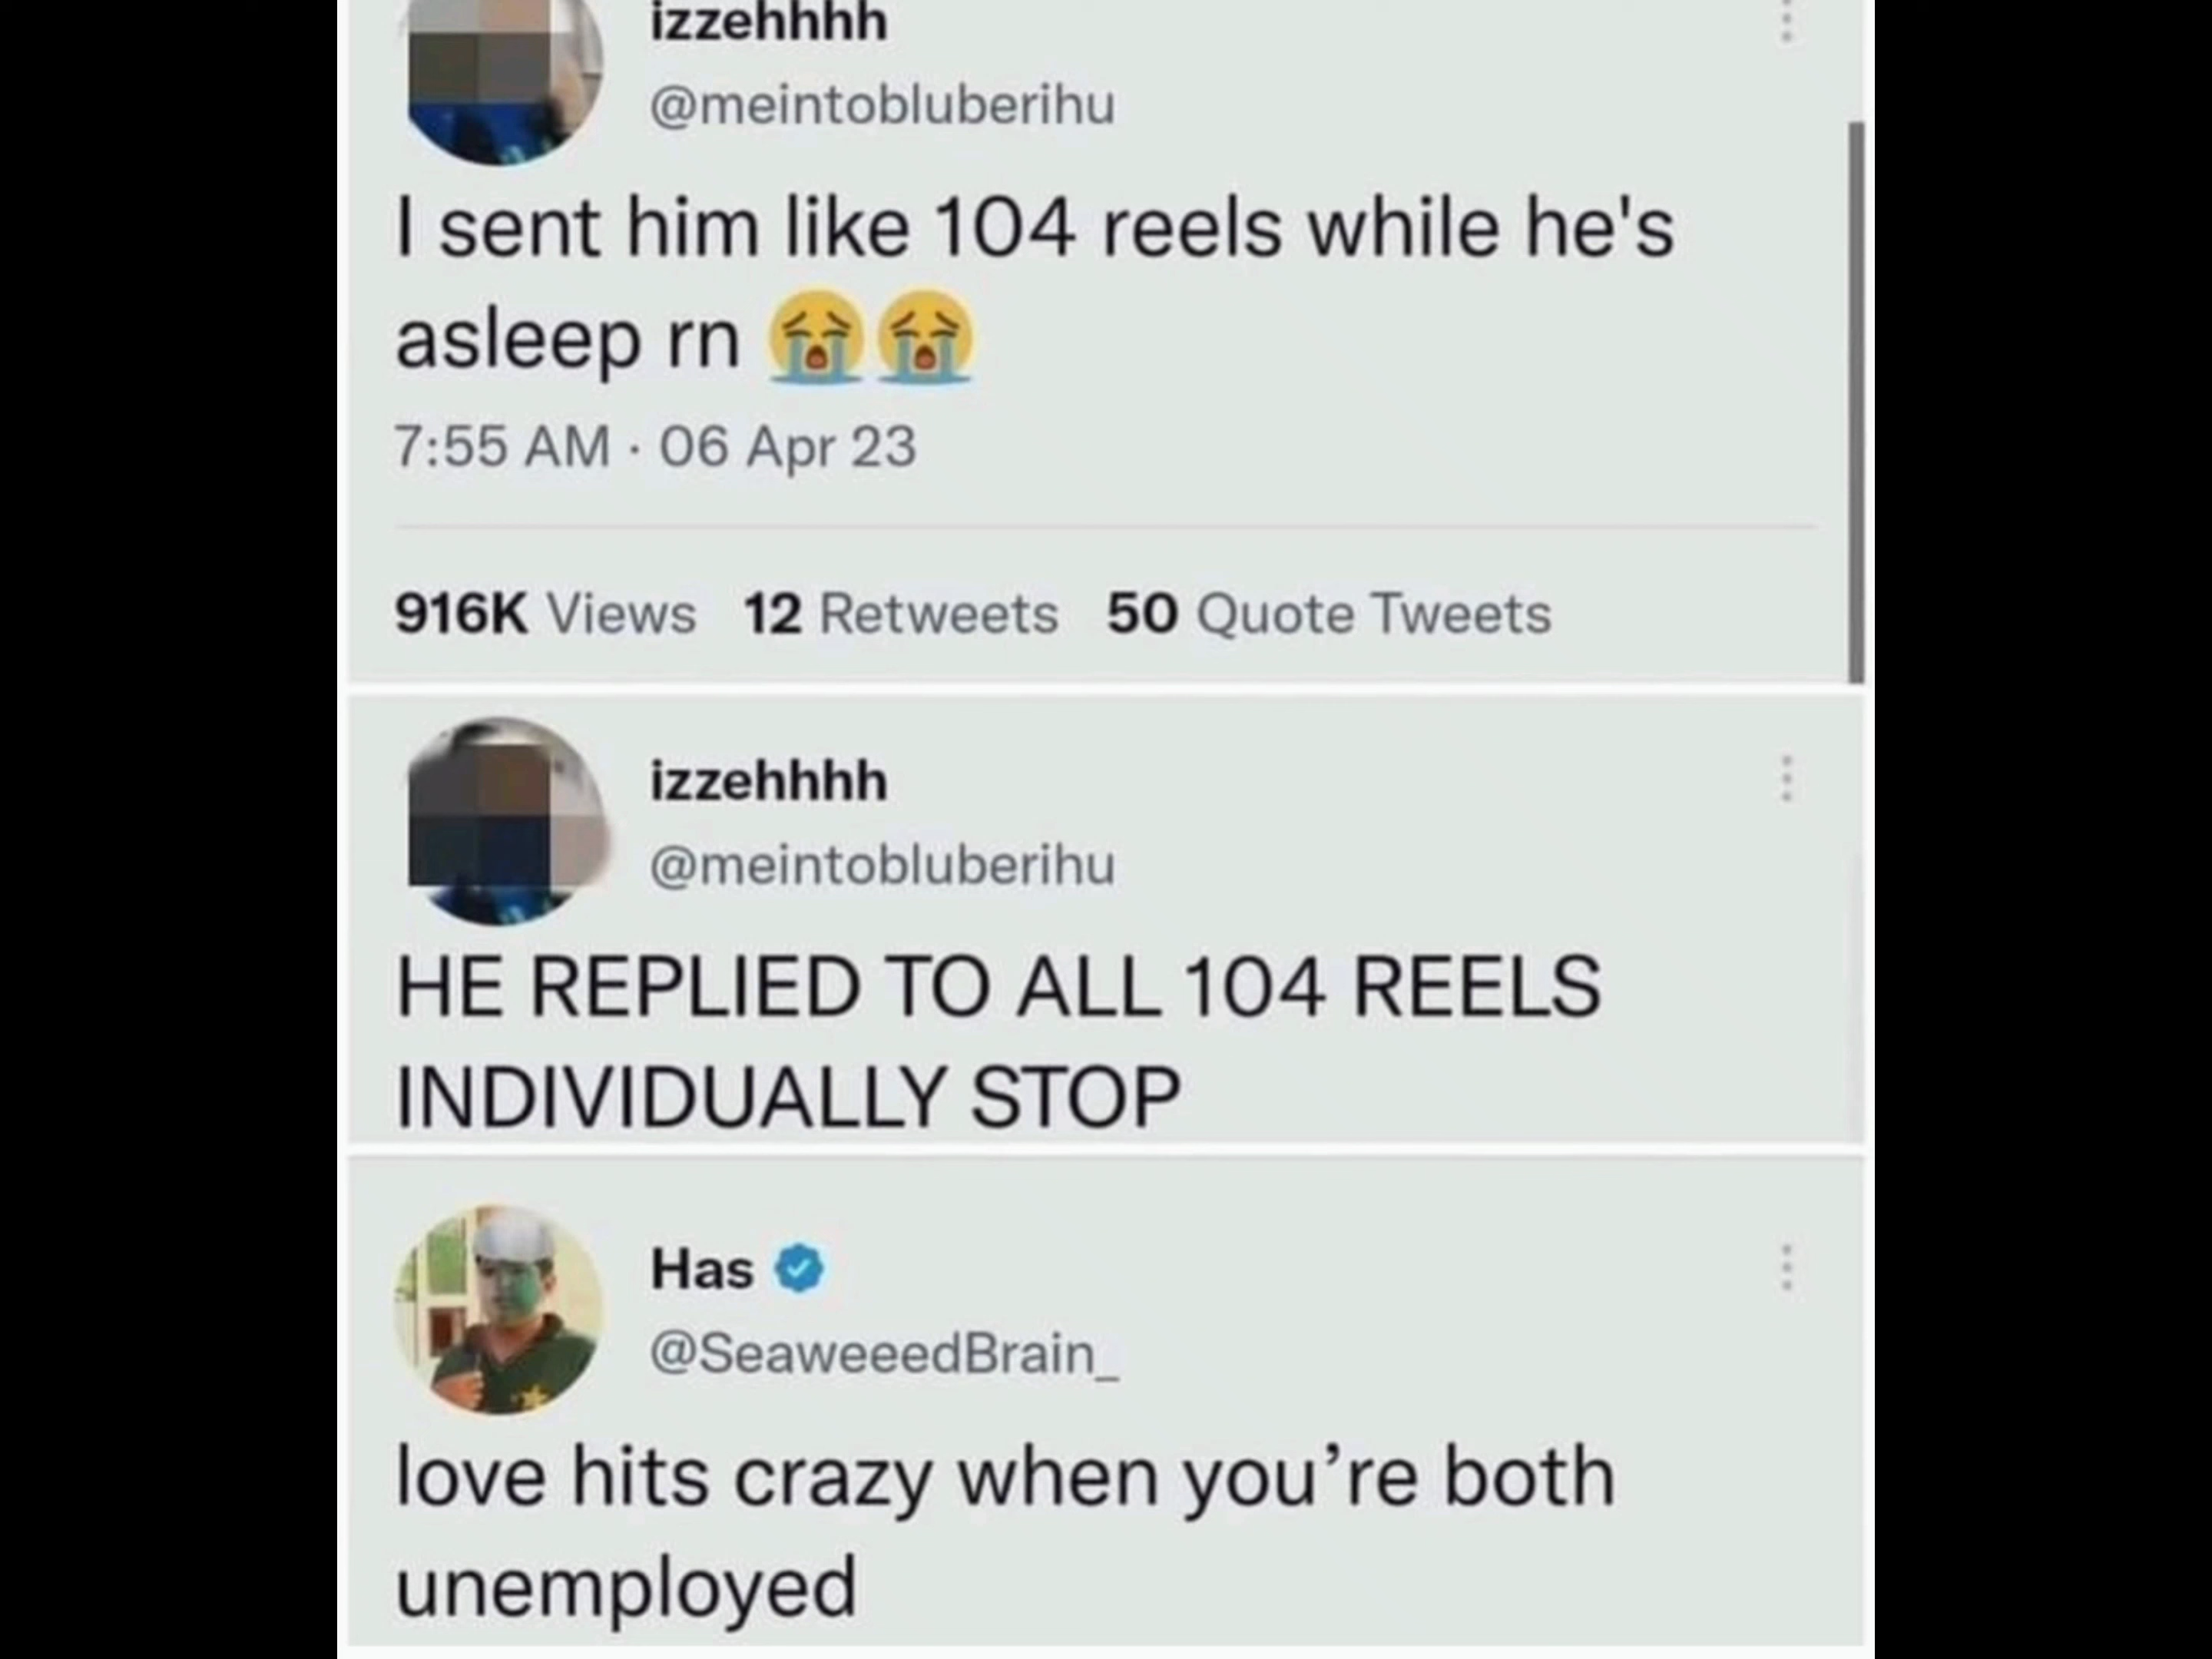 izzehhhh
@meintobluberihu
I sent him like 104 reels while he's
asleep rn 😭😭
7:55 AM · 06 Apr 23
916K Views 12 Retweets 50 Quote Tweets
izzehhhh
@meintobluberihu
HE REPLIED TO ALL 104 REELS
INDIVIDUALLY STOP
Has
@SeaweeedBrain_
love hits crazy when you’re both
unemployed